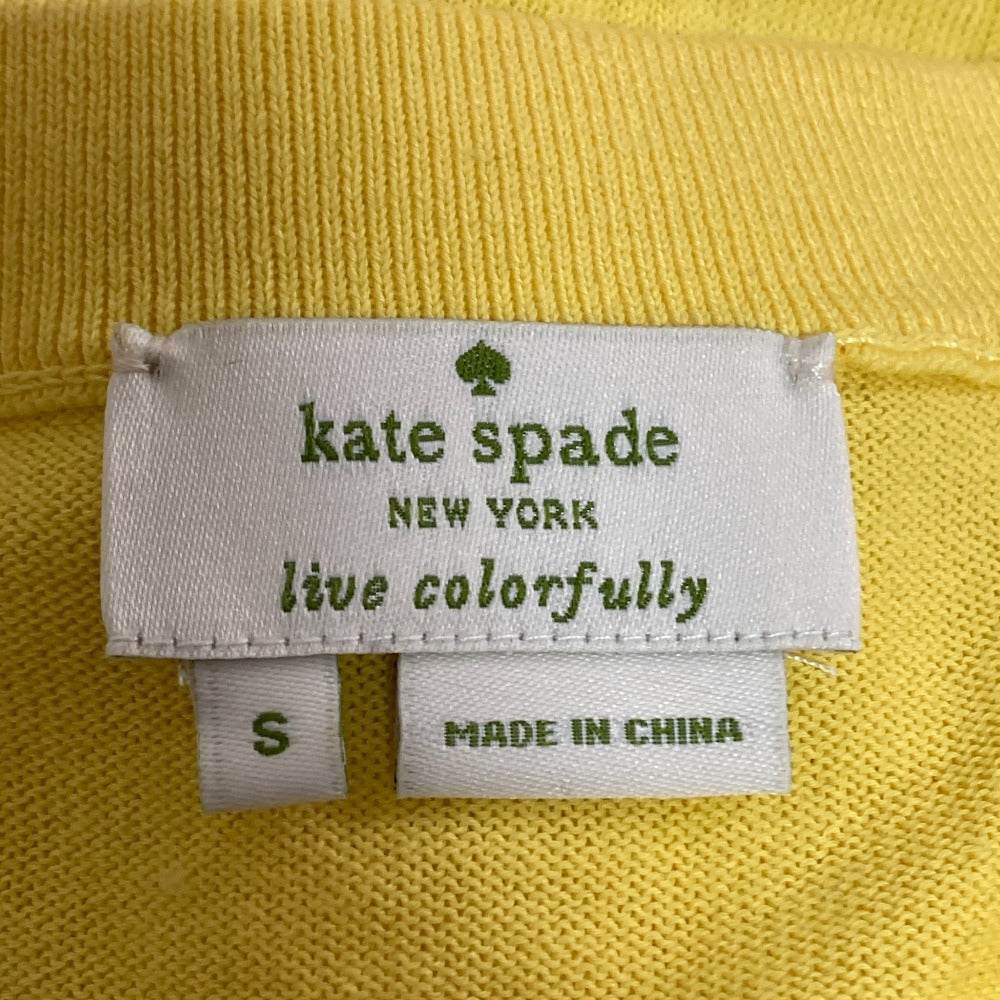 kate spade
NEW YORK
live colorfully
S
MADE IN CHINA